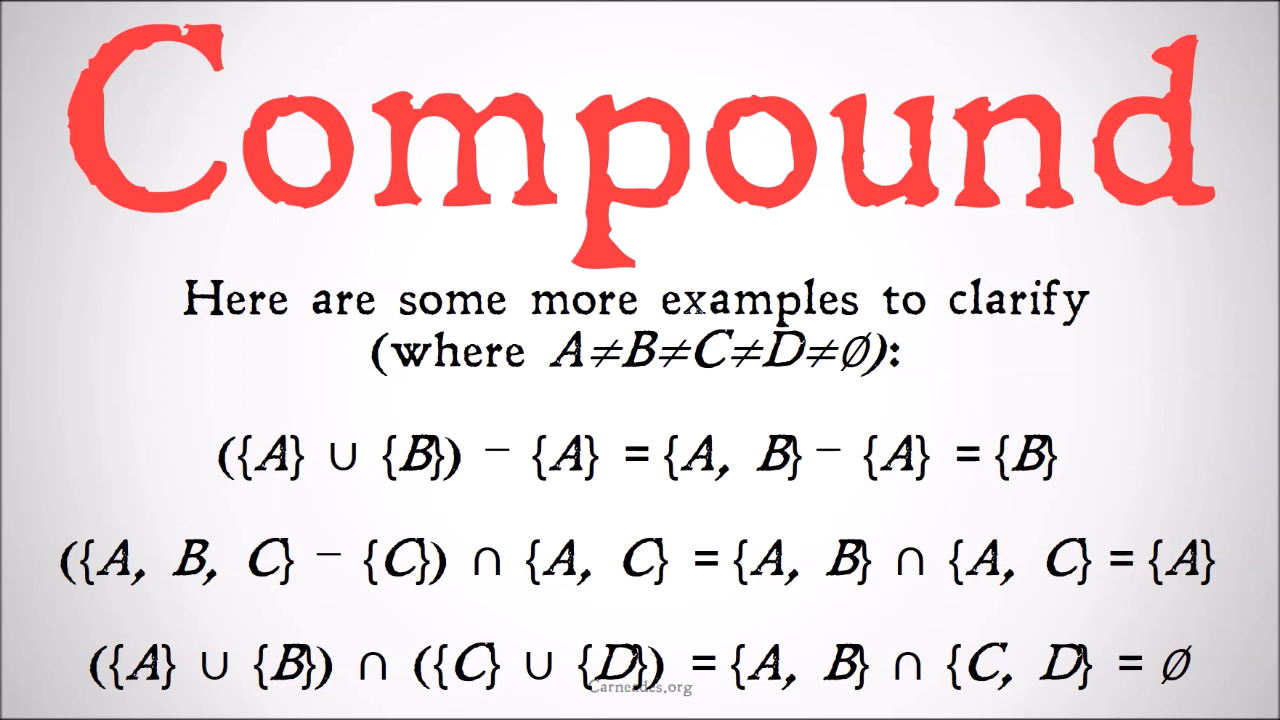 Compound
Here are some more examples to clarify
(where A≠B≠C≠D≠∅):
({A} ∪ {B}) − {A} = {A, B} − {A} = {B}
({A, B, C} − {C}) ∩ {A, C} = {A, B} ∩ {A, C} = {A}
({A} ∪ {B}) ∩ ({C} ∪ {D}) = {A, B} ∩ {C, D} = ∅
Carneades.org